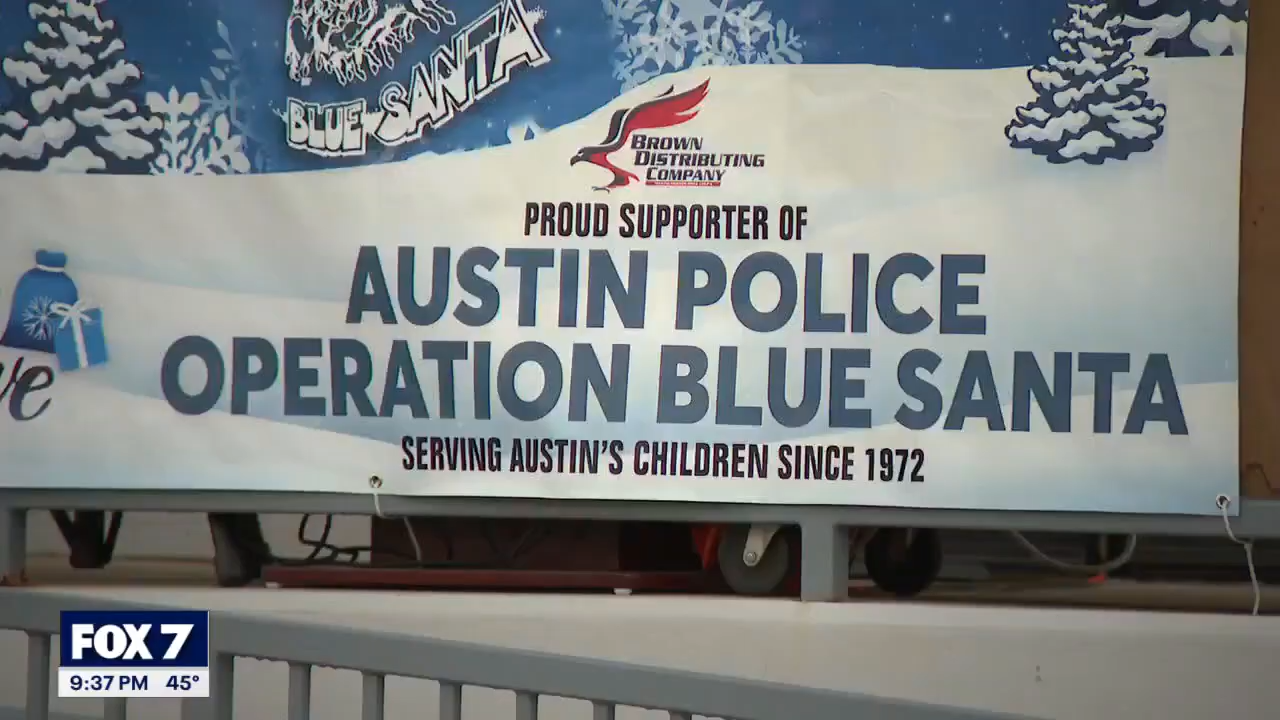 BLUE SANTA
BROWN
DISTRIBUTING
COMPANY
PROUD SUPPORTER OF
AUSTIN POLICE
OPERATION BLUE SANTA
SERVING AUSTIN'S CHILDREN SINCE 1972
ve
FOX 7
9:37 PM 45°